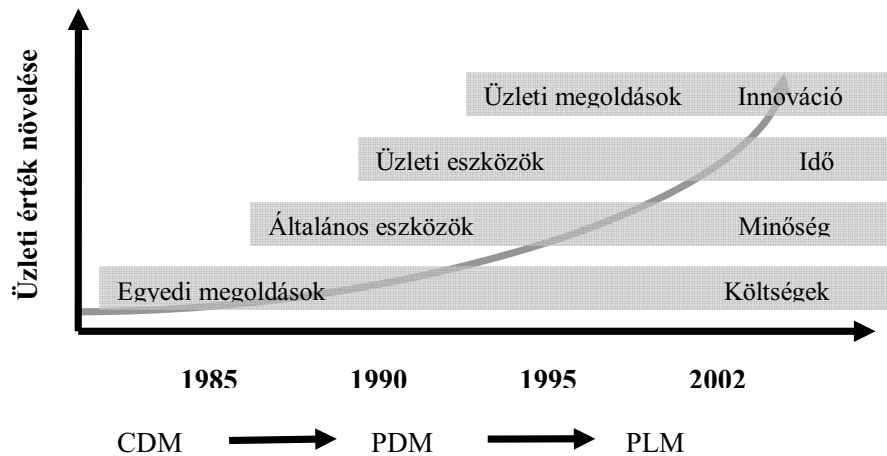 Üzleti érték növelése
Üzleti megoldások Innováció
Üzleti eszközök Idő
Általános eszközök Minőség
Egyedi megoldások Költségek
1985 1990 1995 2002
CDM PDM PLM